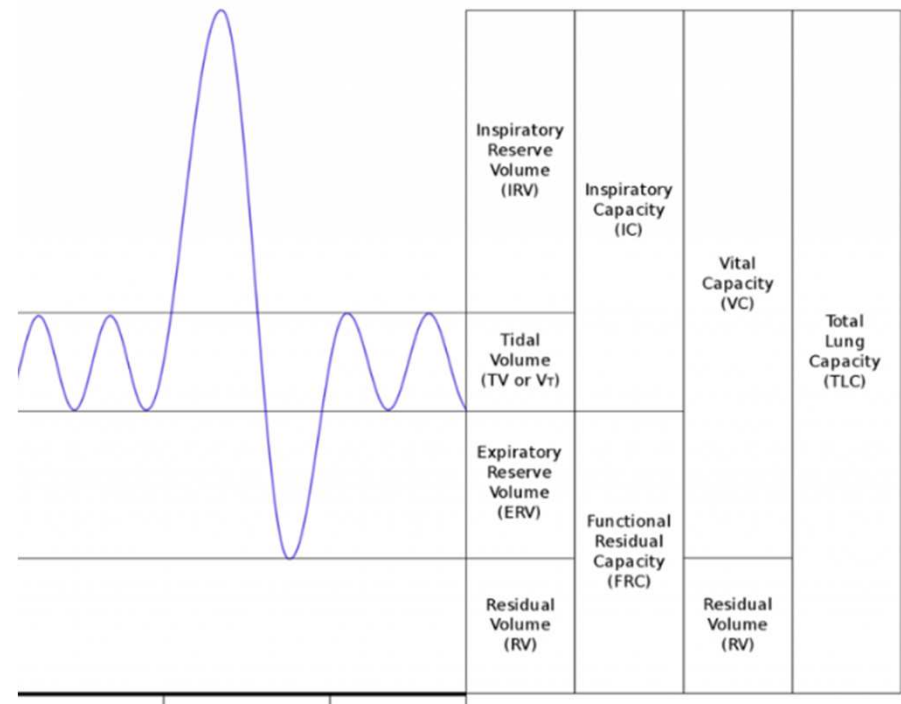 Inspiratory
Reserve
Volume
(IRV)
Tidal
Volume
(TV or VT)
Expiratory
Reserve
Volume
(ERV)
Residual
Volume
(RV)
Inspiratory
Capacity
(IC)
Functional
Residual
Capacity
(FRC)
Vital
Capacity
(VC)
Residual
Volume
(RV)
Total
Lung
Capacity
(TLC)